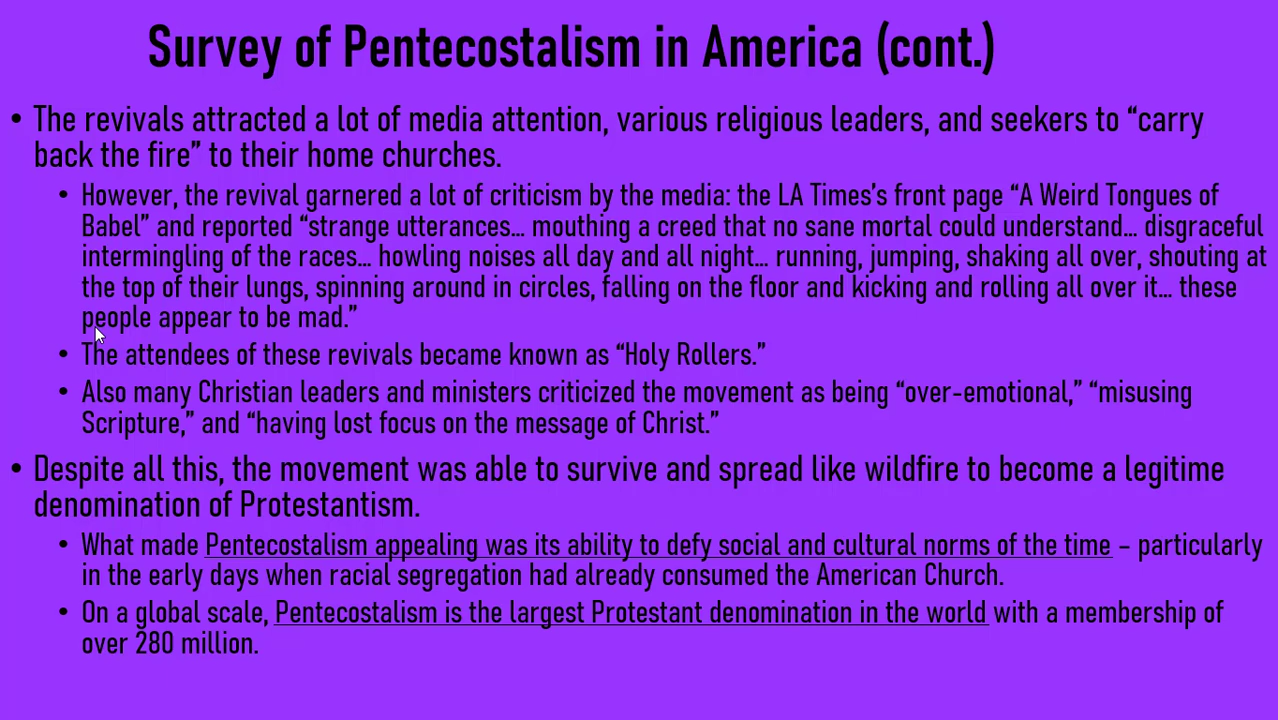 Survey of Pentecostalism in America (cont.)
• The revivals attracted a lot of media attention, various religious leaders, and seekers to “carry
back the fire” to their home churches.
• However, the revival garnered a lot of criticism by the media: the LA Times’s front page “A Weird Tongues of
Babel” and reported “strange utterances… mouthing a creed that no sane mortal could understand… disgraceful
intermingling of the races… howling noises all day and all night… running, jumping, shaking all over, shouting at
the top of their lungs, spinning around in circles, falling on the floor and kicking and rolling all over it… these
people appear to be mad.”
• The attendees of these revivals became known as “Holy Rollers.”
• Also many Christian leaders and ministers criticized the movement as being “over-emotional,” “misusing
Scripture,” and “having lost focus on the message of Christ.”
• Despite all this, the movement was able to survive and spread like wildfire to become a legitime
denomination of Protestantism.
• What made Pentecostalism appealing was its ability to defy social and cultural norms of the time – particularly
in the early days when racial segregation had already consumed the American Church.
• On a global scale, Pentecostalism is the largest Protestant denomination in the world with a membership of
over 280 million.